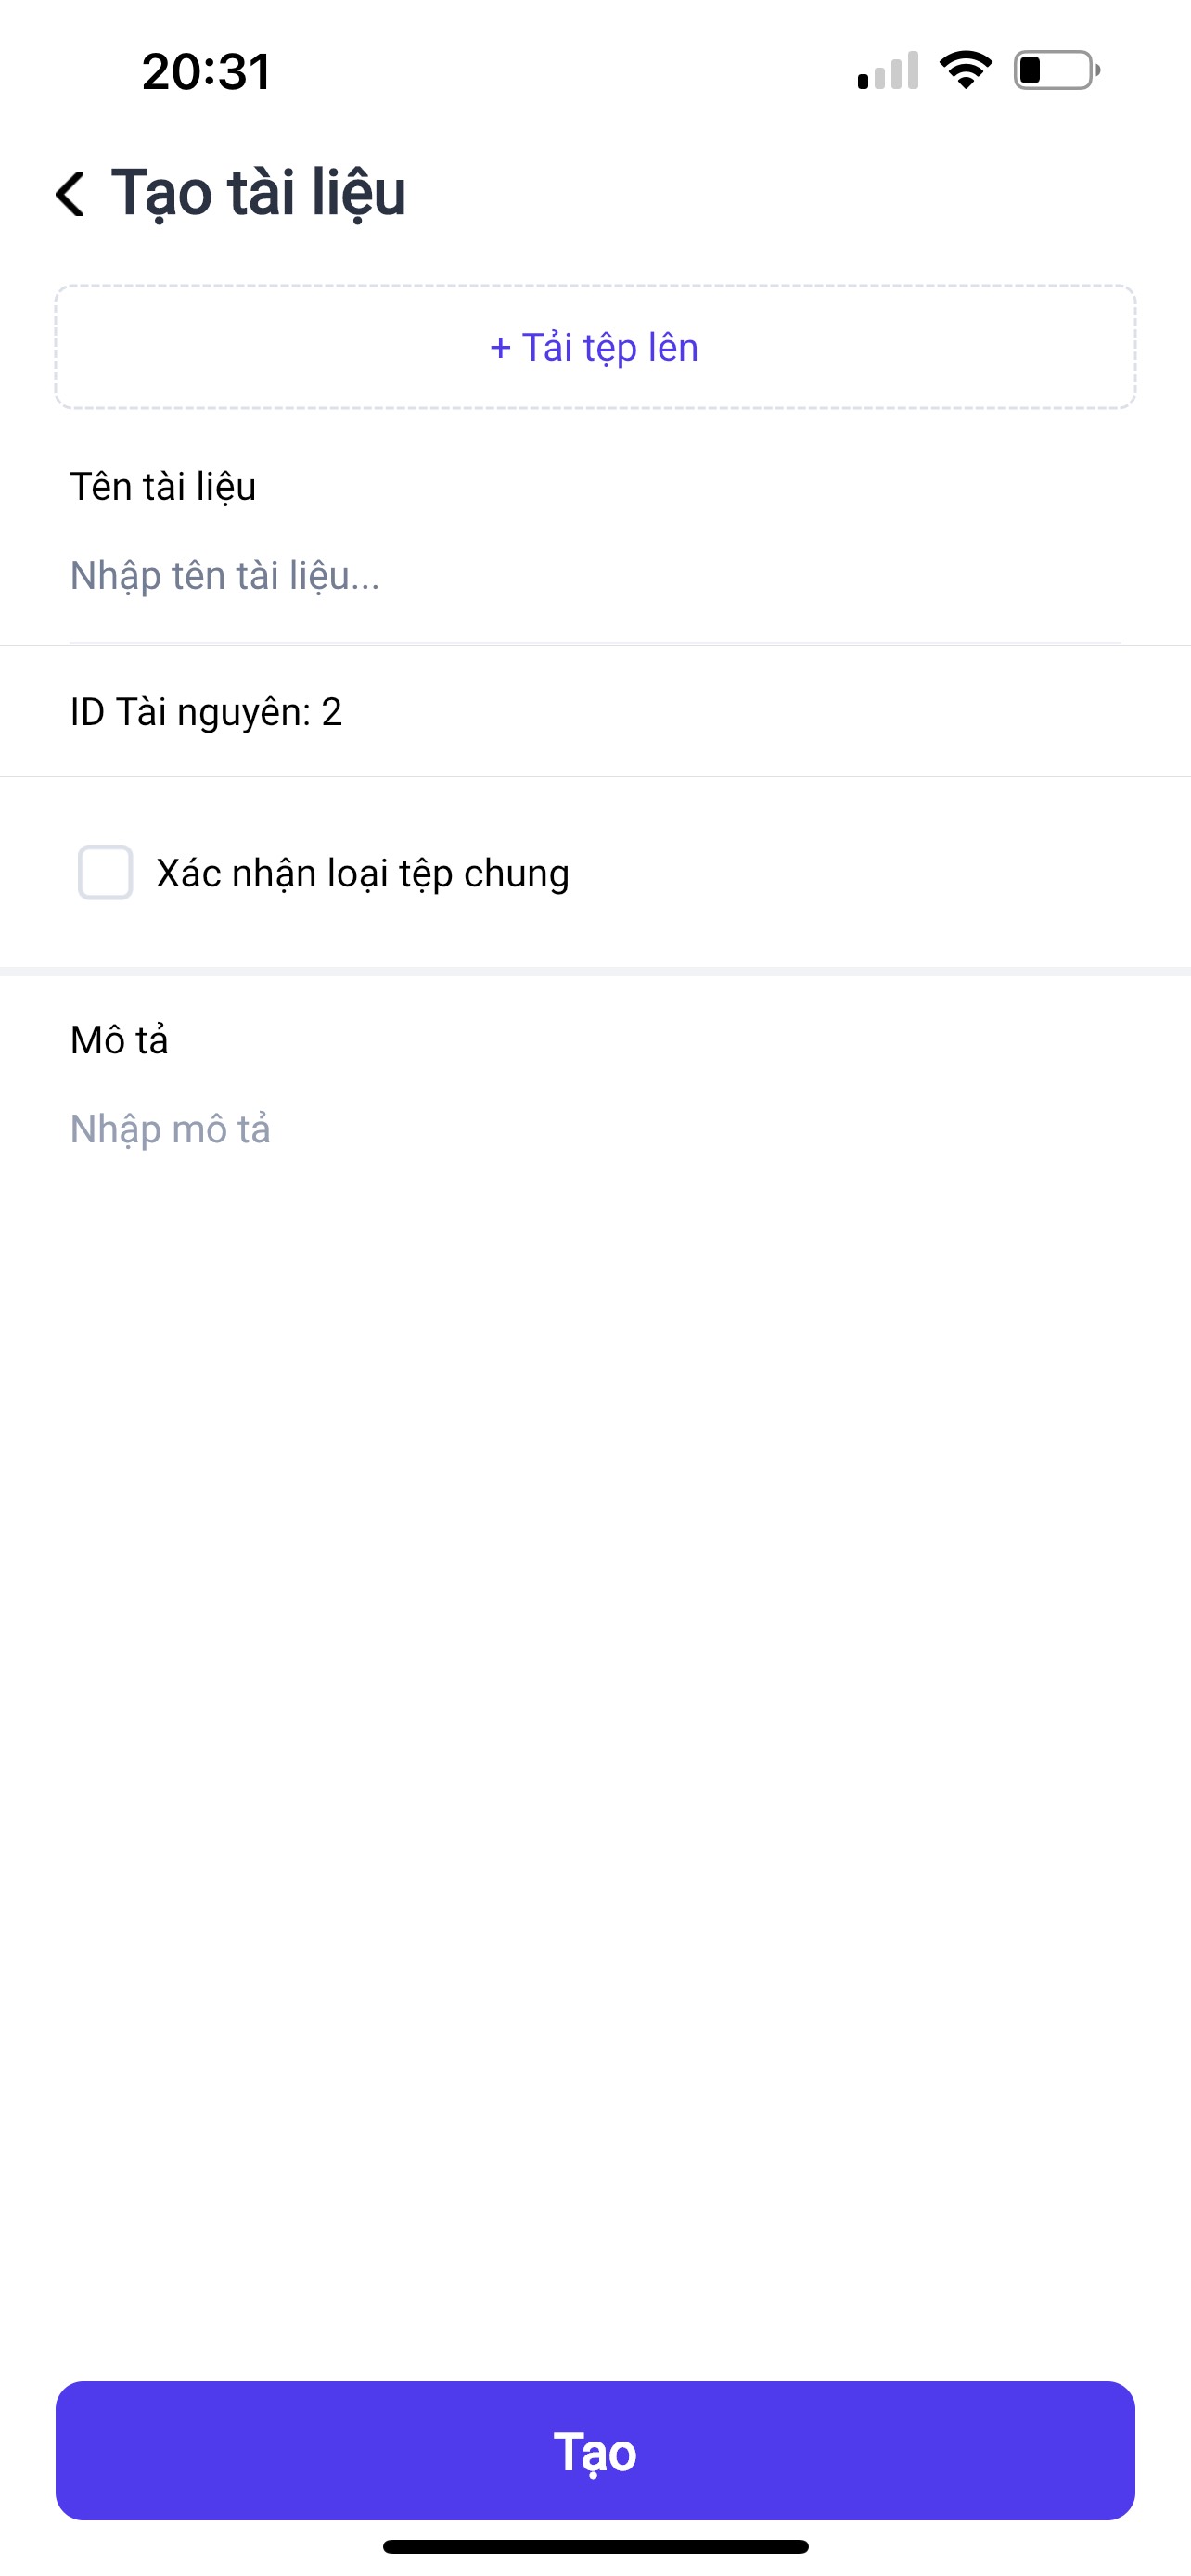 20:31
Tạo tài liệu
+ Tải tệp lên
Tên tài liệu
Nhập tên tài liệu...
ID Tài nguyên: 2
Xác nhận loại tệp chung
Mô tả
Nhập mô tả
Tạo